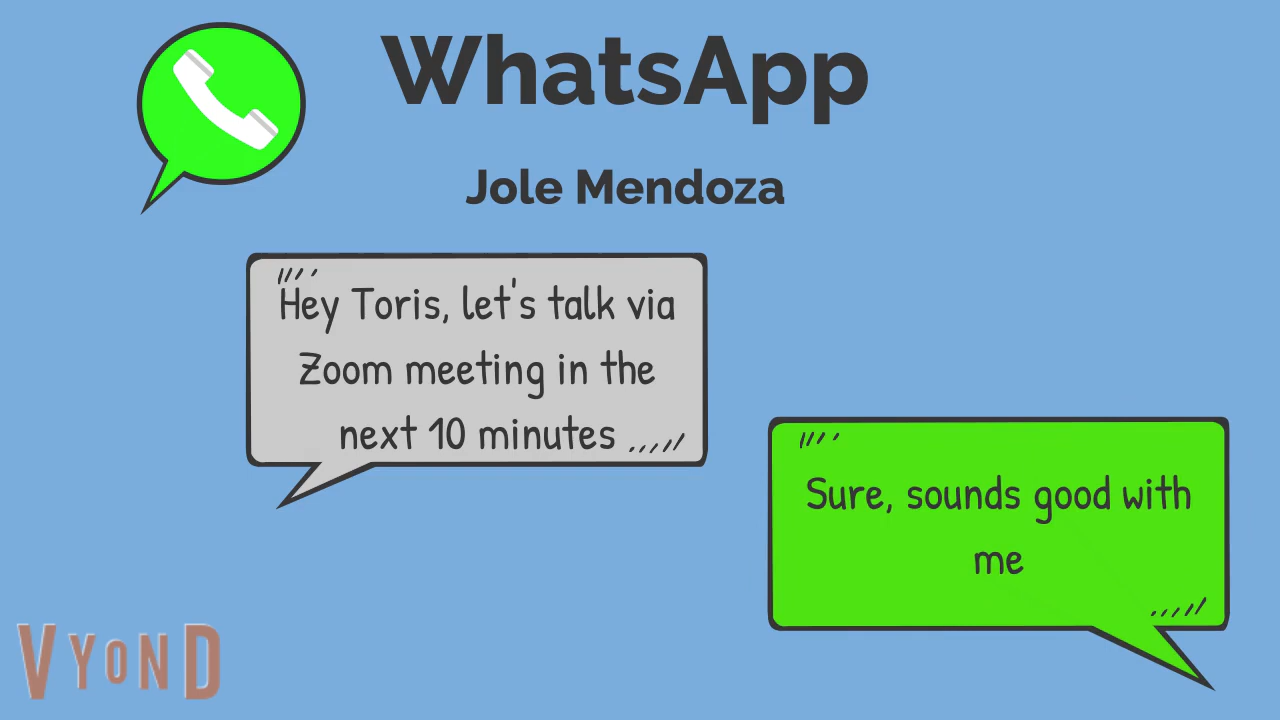 WhatsApp
Jole Mendoza
Hey Toris, let's talk via
Zoom meeting in the
next 10 minutes
Sure, sounds good with
me
VYOND